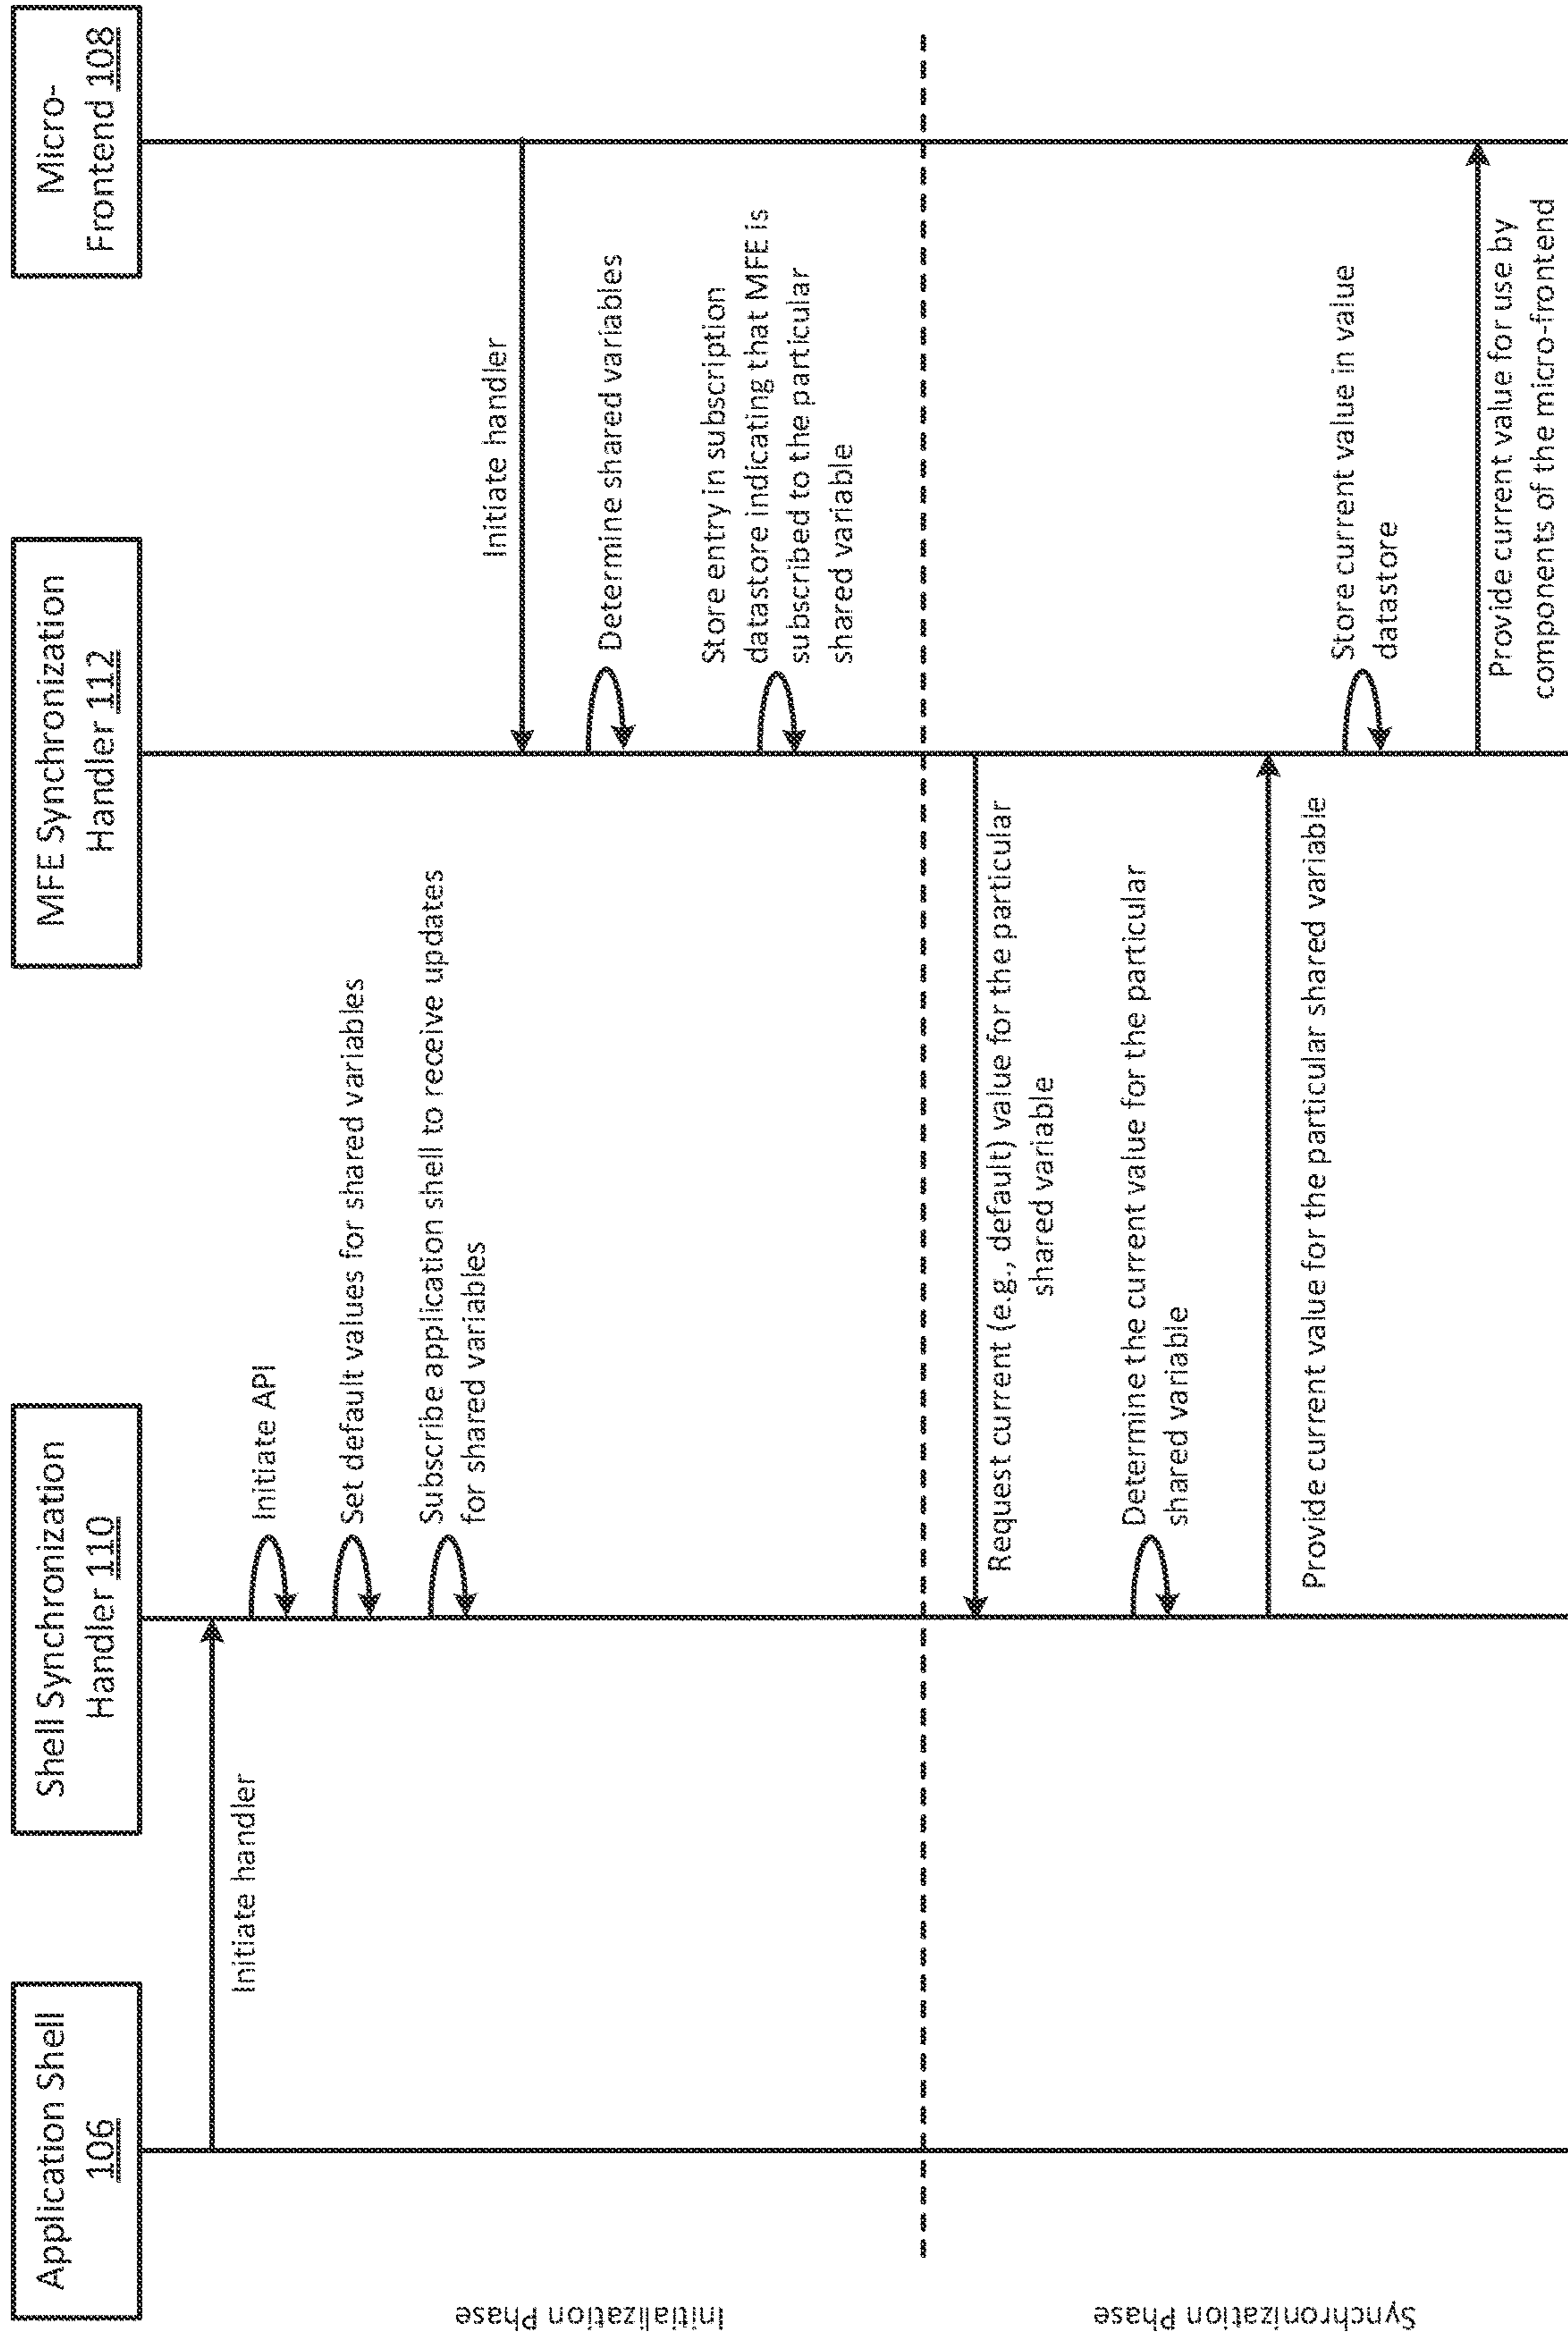 Application Shell
106
Shell Synchronization
Handler 110
MFE Synchronization
Handler 112
Micro-
Frontend 108
Initialization Phase
Initiate handler
Initiate API
Set default values for shared variables
Subscribe application shell to receive updates
for shared variables
Initiate handler
Determine shared variables
Store entry in subscription
datastore indicating that MFE is
subscribed to the particular
shared variable
Synchronization Phase
Request current (e.g., default) value for the particular
shared variable
Determine the current value for the particular
shared variable
Provide current value for the particular shared variable
Store current value in value
datastore
Provide current value for use by
components of the micro-frontend